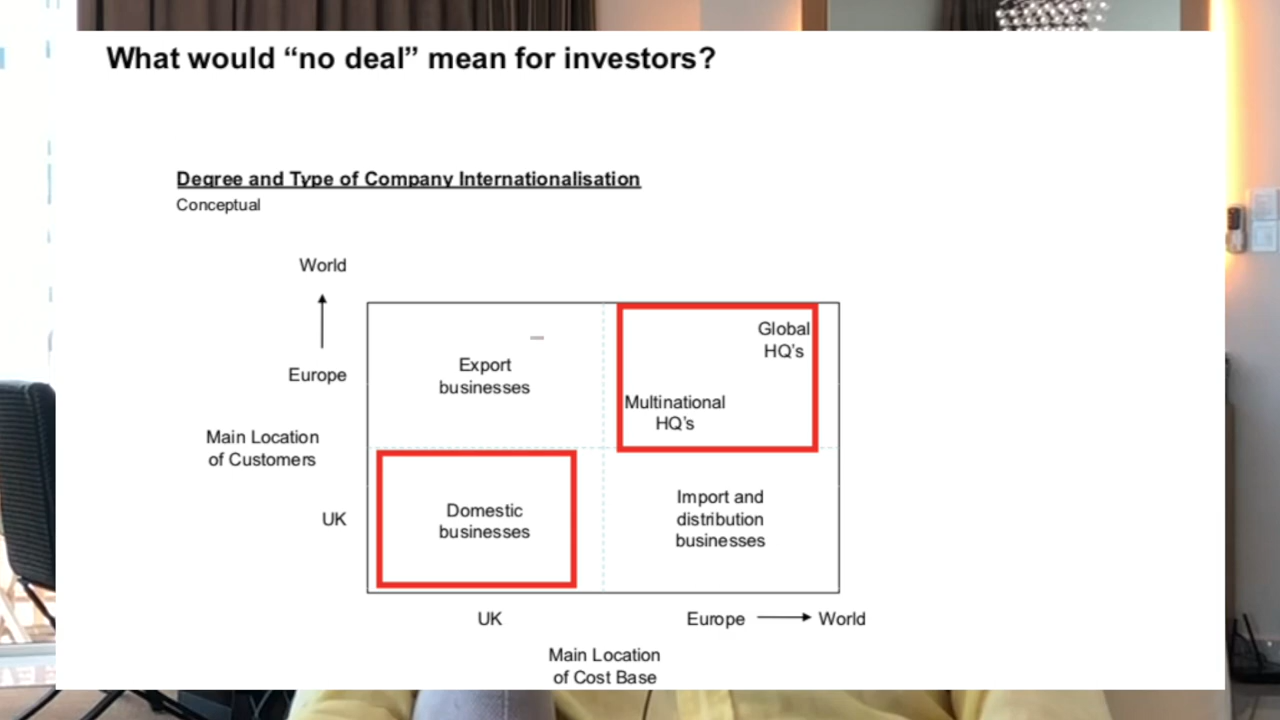 What would “no deal” mean for investors?
Degree and Type of Company Internationalisation
Conceptual
World
Europe
Main Location
of Customers
UK
Export
businesses
Global
HQ’s
Multinational
HQ’s
Domestic
businesses
Import and
distribution
businesses
UK
Europe
World
Main Location
of Cost Base